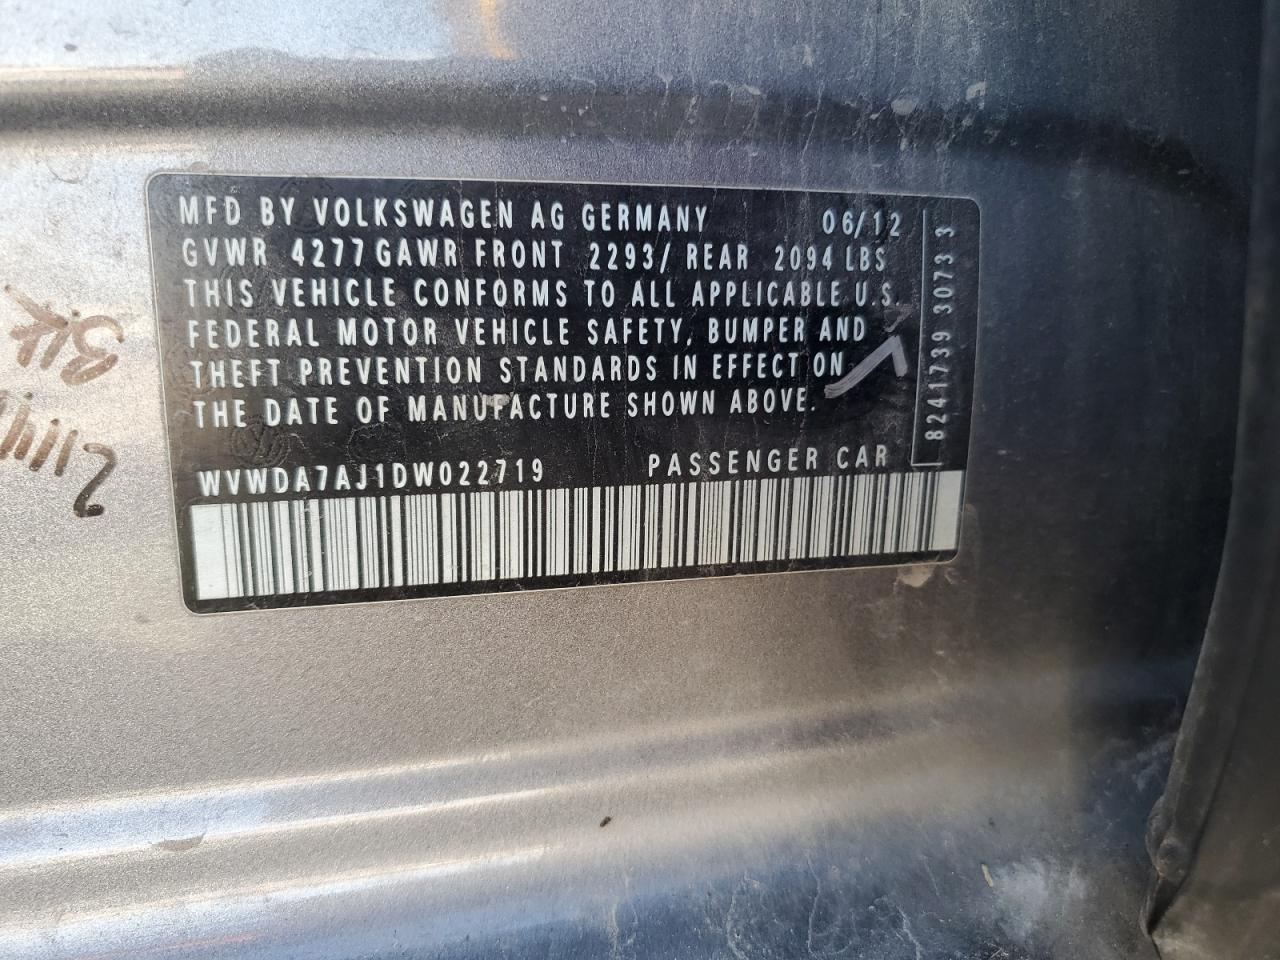 MFD BY VOLKSWAGEN AG GERMANY 06/12
GVWR 4277 GAWR FRONT 2293/ REAR 2094 LBS
THIS VEHICLE CONFORMS TO ALL APPLICABLE U.S.
FEDERAL MOTOR VEHICLE SAFETY, BUMPER AND
THEFT PREVENTION STANDARDS IN EFFECT ON
THE DATE OF MANUFACTURE SHOWN ABOVE.
WVWDA7AJ1DW022719 PASSENGER CAR
8241739 3073 3
Blk